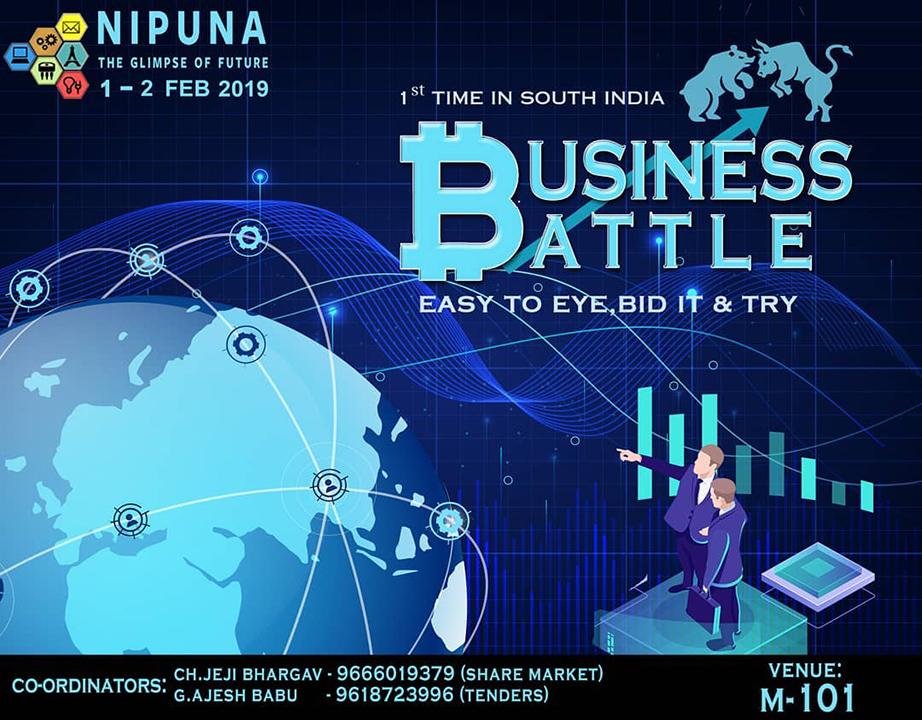 NIPUNA
THE GLIMPSE OF FUTURE
1 – 2 FEB 2019
1st TIME IN SOUTH INDIA
BUSINESS
BATTLE
EASY TO EYE,BID IT & TRY
CO-ORDINATORS:
CH.JEJI BHARGAV - 9666019379 (SHARE MARKET)
G.AJESH BABU - 9618723996 (TENDERS)
VENUE:
M-101